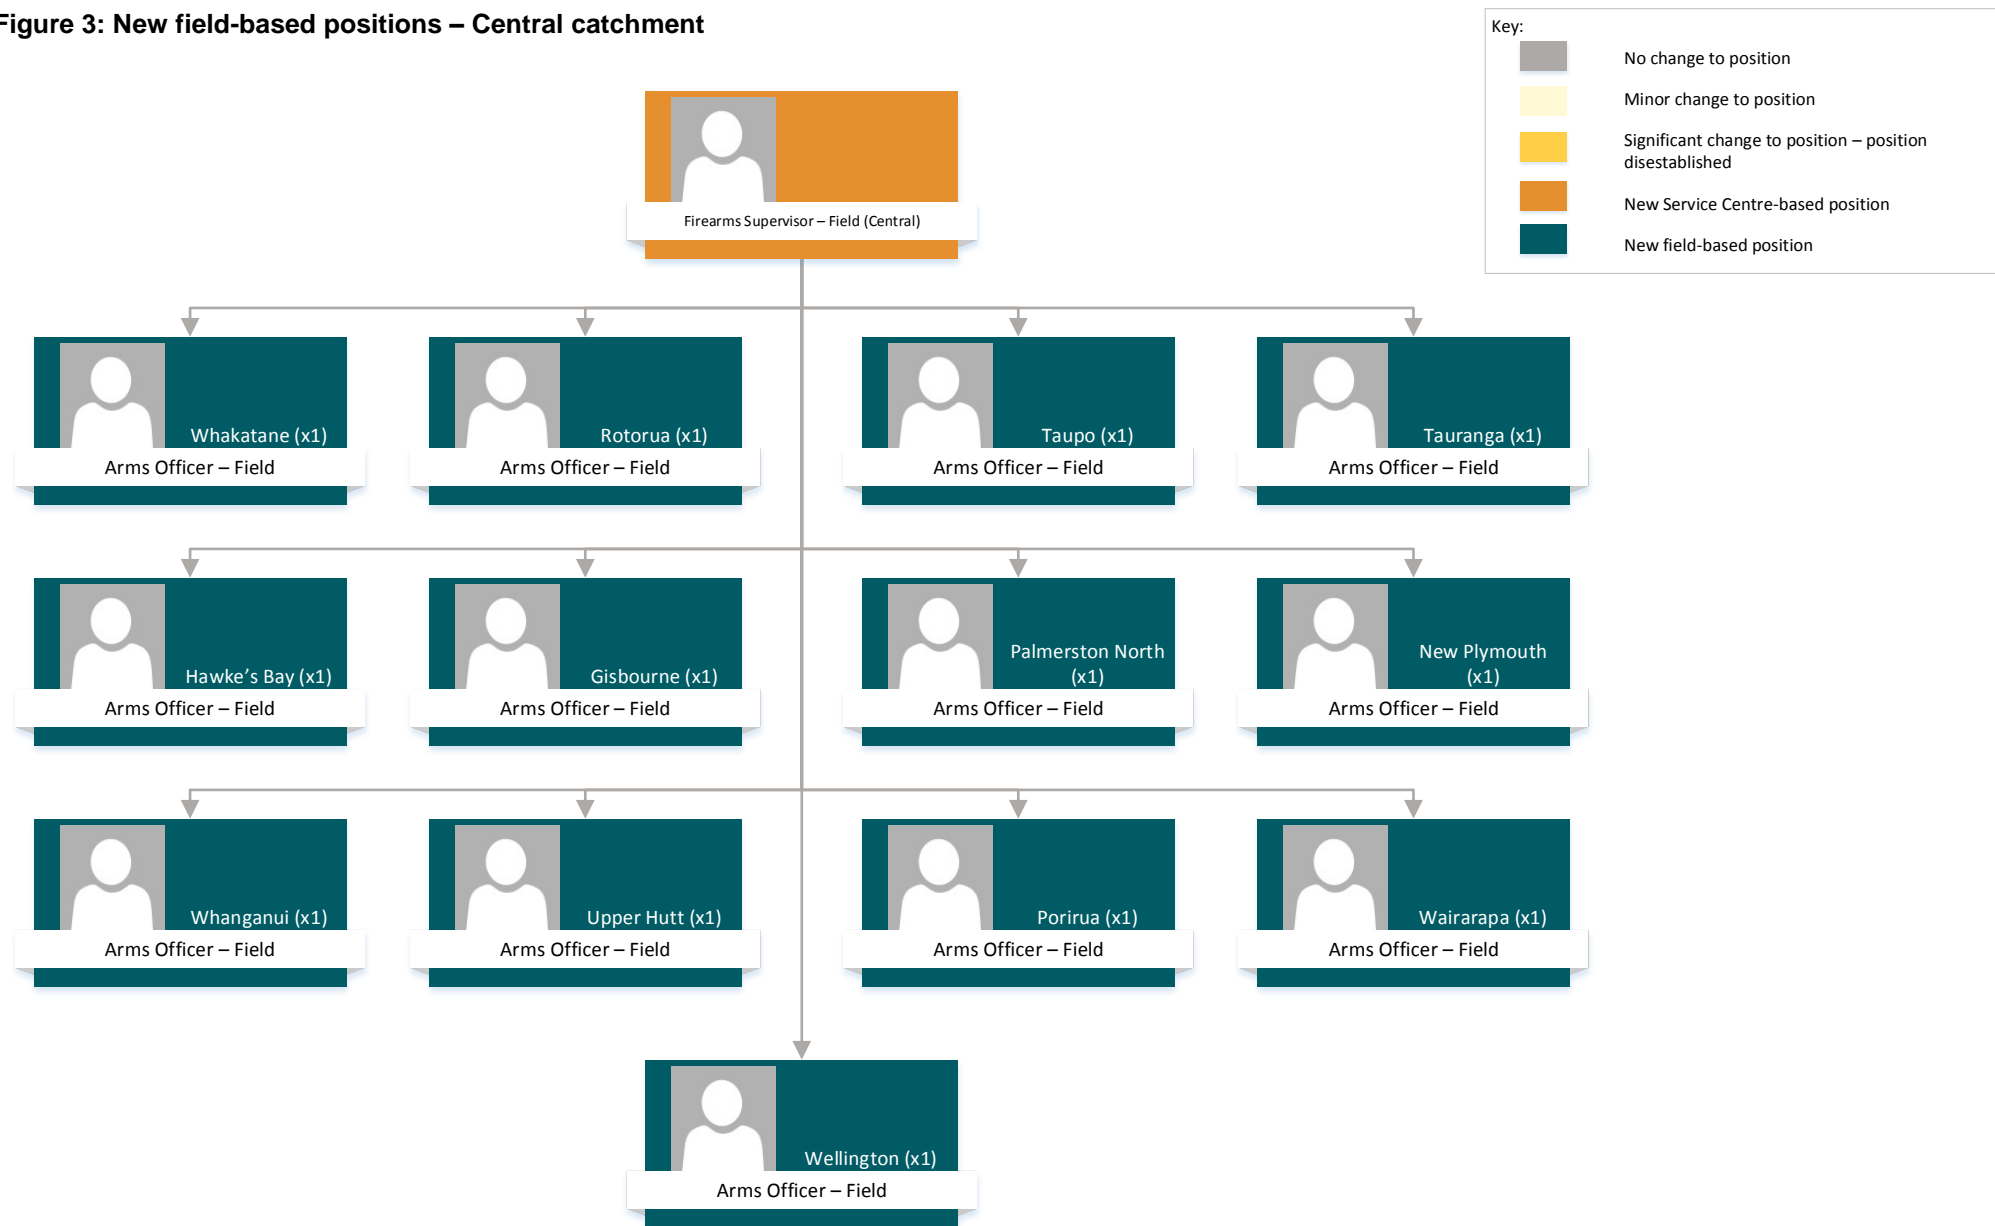 Figure 3: New field-based positions – Central catchment
Key:
No change to position
Minor change to position
Significant change to position – position
disestablished
New Service Centre-based position
New field-based position
Firearms Supervisor – Field (Central)
Whakatane (x1)
Arms Officer – Field
Rotorua (x1)
Arms Officer – Field
Taupo (x1)
Arms Officer – Field
Tauranga (x1)
Arms Officer – Field
Hawke's Bay (x1)
Arms Officer – Field
Gisbourne (x1)
Arms Officer – Field
Palmerston North
(x1)
Arms Officer – Field
New Plymouth
(x1)
Arms Officer – Field
Whanganui (x1)
Arms Officer – Field
Upper Hutt (x1)
Arms Officer – Field
Porirua (x1)
Arms Officer – Field
Wairarapa (x1)
Arms Officer – Field
Wellington (x1)
Arms Officer – Field